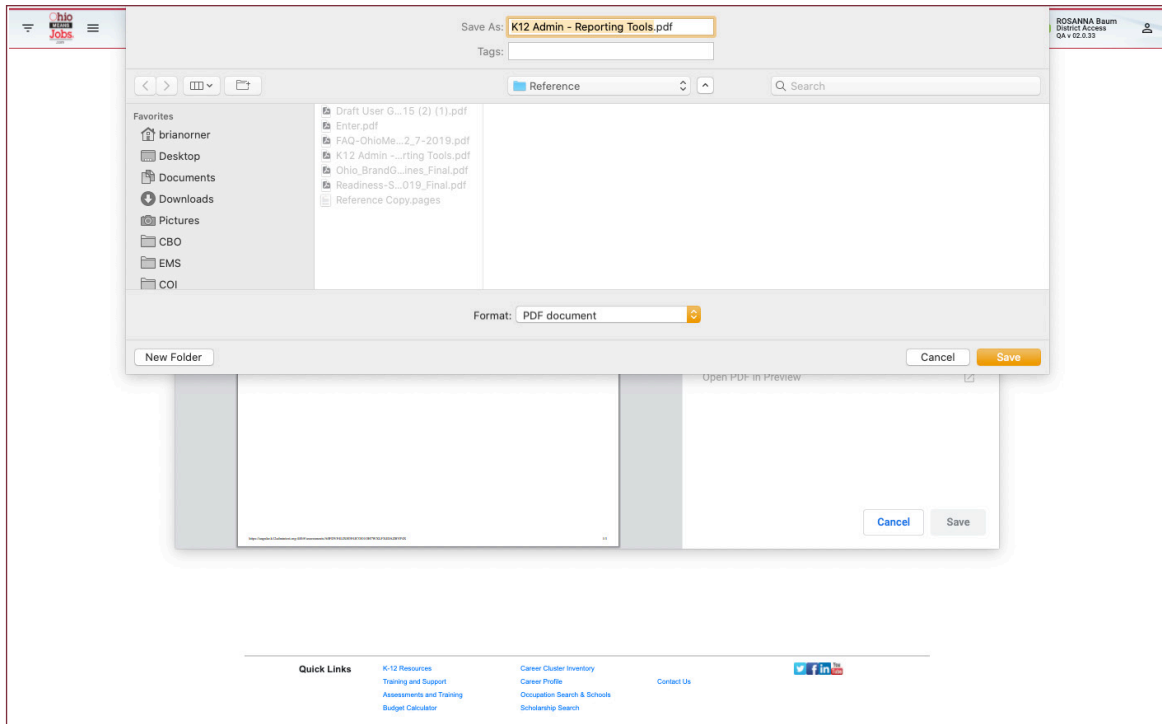 Ohio
MEANS
Jobs
.com
ROSANNA Baum
District Access
QA v 02.0.33
Save As: K12 Admin - Reporting Tools.pdf
Tags:
Reference
Search
Favorites
brianorner
Desktop
Documents
Downloads
Pictures
CBO
EMS
COI
Draft User G...15 (2) (1).pdf
Enter.pdf
FAQ-OhioMe...2_7-2019.pdf
K12 Admin -...rting Tools.pdf
Ohio_BrandG...ines_Final.pdf
Readiness-S...019_Final.pdf
Reference Copy.pages
Format: PDF document
New Folder
Cancel
Save
Open PDF in Preview
Cancel
Save
Quick Links
K-12 Resources
Training and Support
Assessments and Training
Budget Calculator
Career Cluster Inventory
Career Profile
Occupation Search & Schools
Scholarship Search
Contact Us
You
Tube